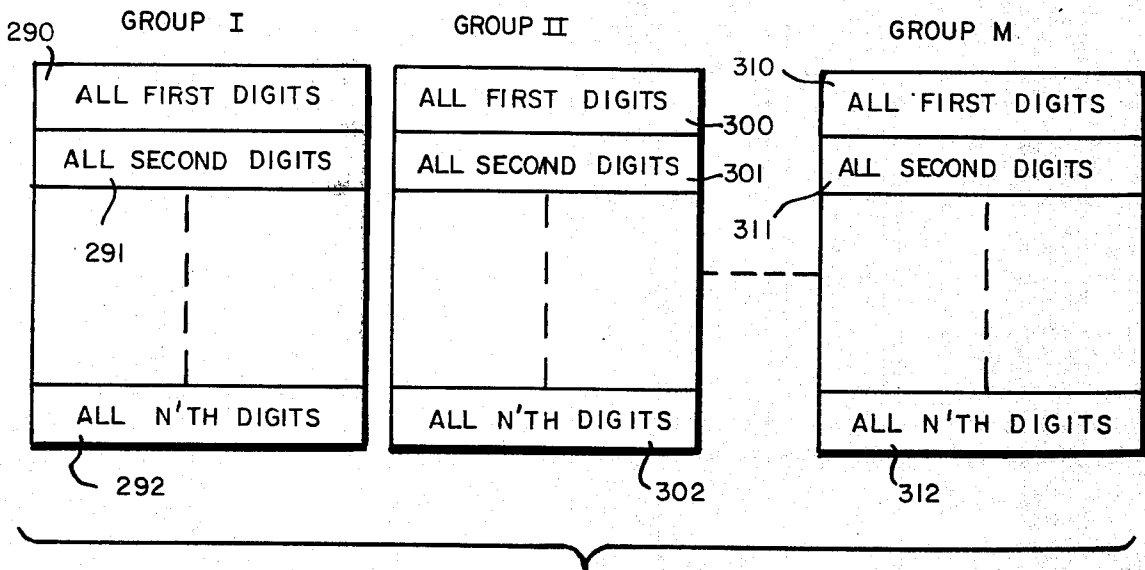 GROUP I
GROUP II
GROUP M
290
ALL FIRST DIGITS
ALL SECOND DIGITS
291
ALL N'TH DIGITS
292
ALL FIRST DIGITS
300
ALL SECOND DIGITS
301
ALL N'TH DIGITS
302
310
ALL FIRST DIGITS
ALL SECOND DIGITS
311
ALL N'TH DIGITS
312